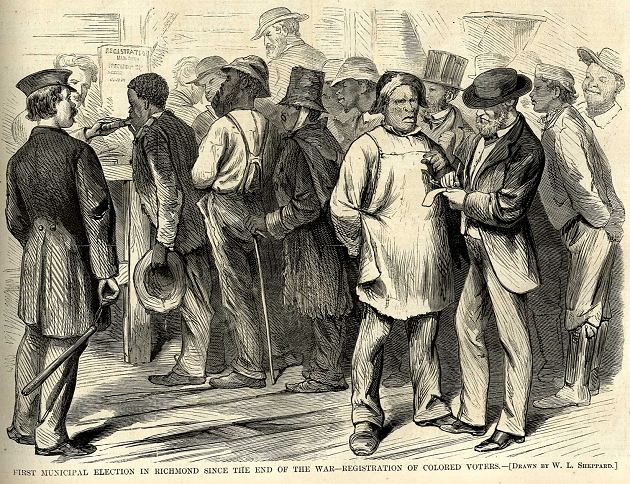 REGISTRATION
FIRST MUNICIPAL ELECTION IN RICHMOND SINCE THE END OF THE WAR—REGISTRATION OF COLORED VOTERS.—[DRAWN BY W. L. SHEPPARD.]